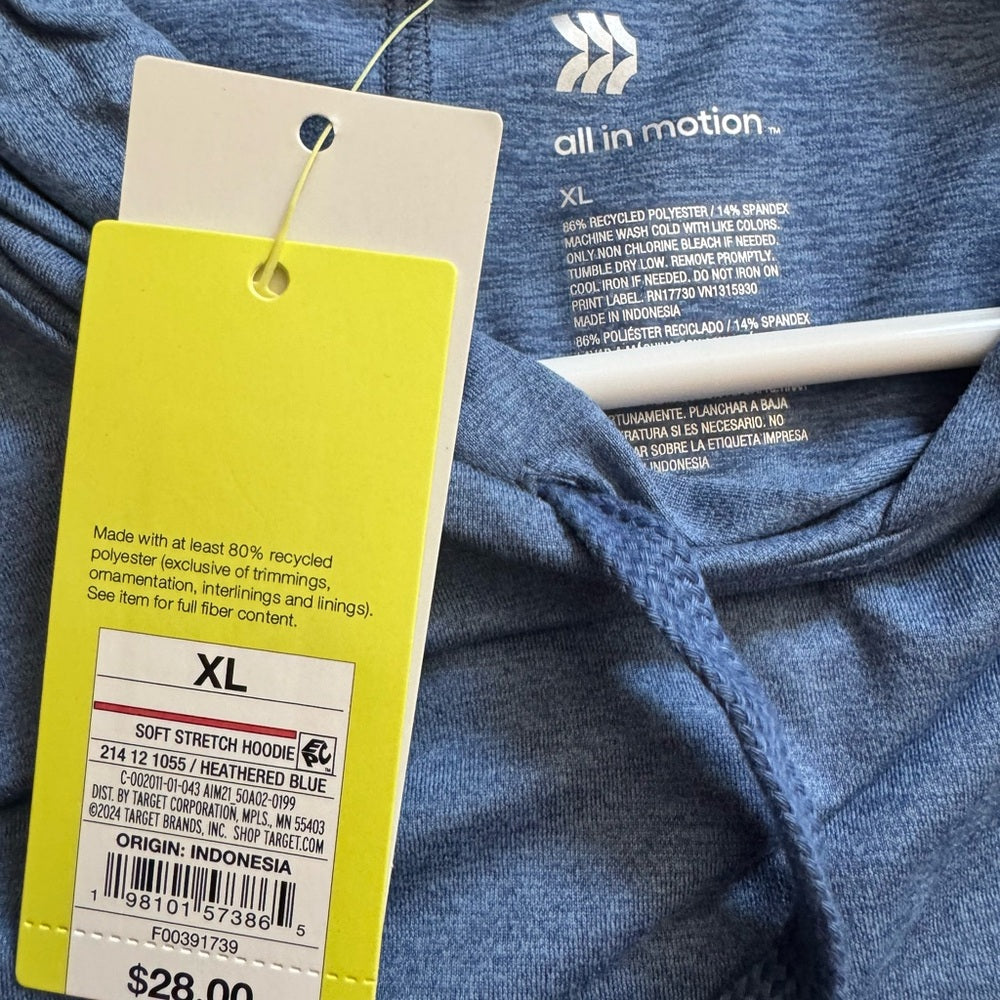 all in motion™
XL
86% RECYCLED POLYESTER / 14% SPANDEX
MACHINE WASH COLD WITH LIKE COLORS.
ONLY NON CHLORINE BLEACH IF NEEDED.
TUMBLE DRY LOW. REMOVE PROMPTLY.
COOL IRON IF NEEDED. DO NOT IRON ON
PRINT LABEL. RN17730 VN1315930
MADE IN INDONESIA
86% POLIÉSTER RECICLADO / 14% SPANDEX
TUNAMENTE. PLANCHAR A BAJA
RATURA SI ES NECESARIO. NO
AR SOBRE LA ETIQUETA IMPRESA
INDONESIA
Made with at least 80% recycled
polyester (exclusive of trimmings,
ornamentation, interlinings and linings).
See item for full fiber content.
XL
SOFT STRETCH HOODIE EPC™
214 12 1055 / HEATHERED BLUE
C-002011-01-043 AIM21 50A02-0199
DIST. BY TARGET CORPORATION, MPLS., MN 55403
©2024 TARGET BRANDS, INC. SHOP TARGET.COM
ORIGIN: INDONESIA
1 98101 57386 5
F00391739
$28.00